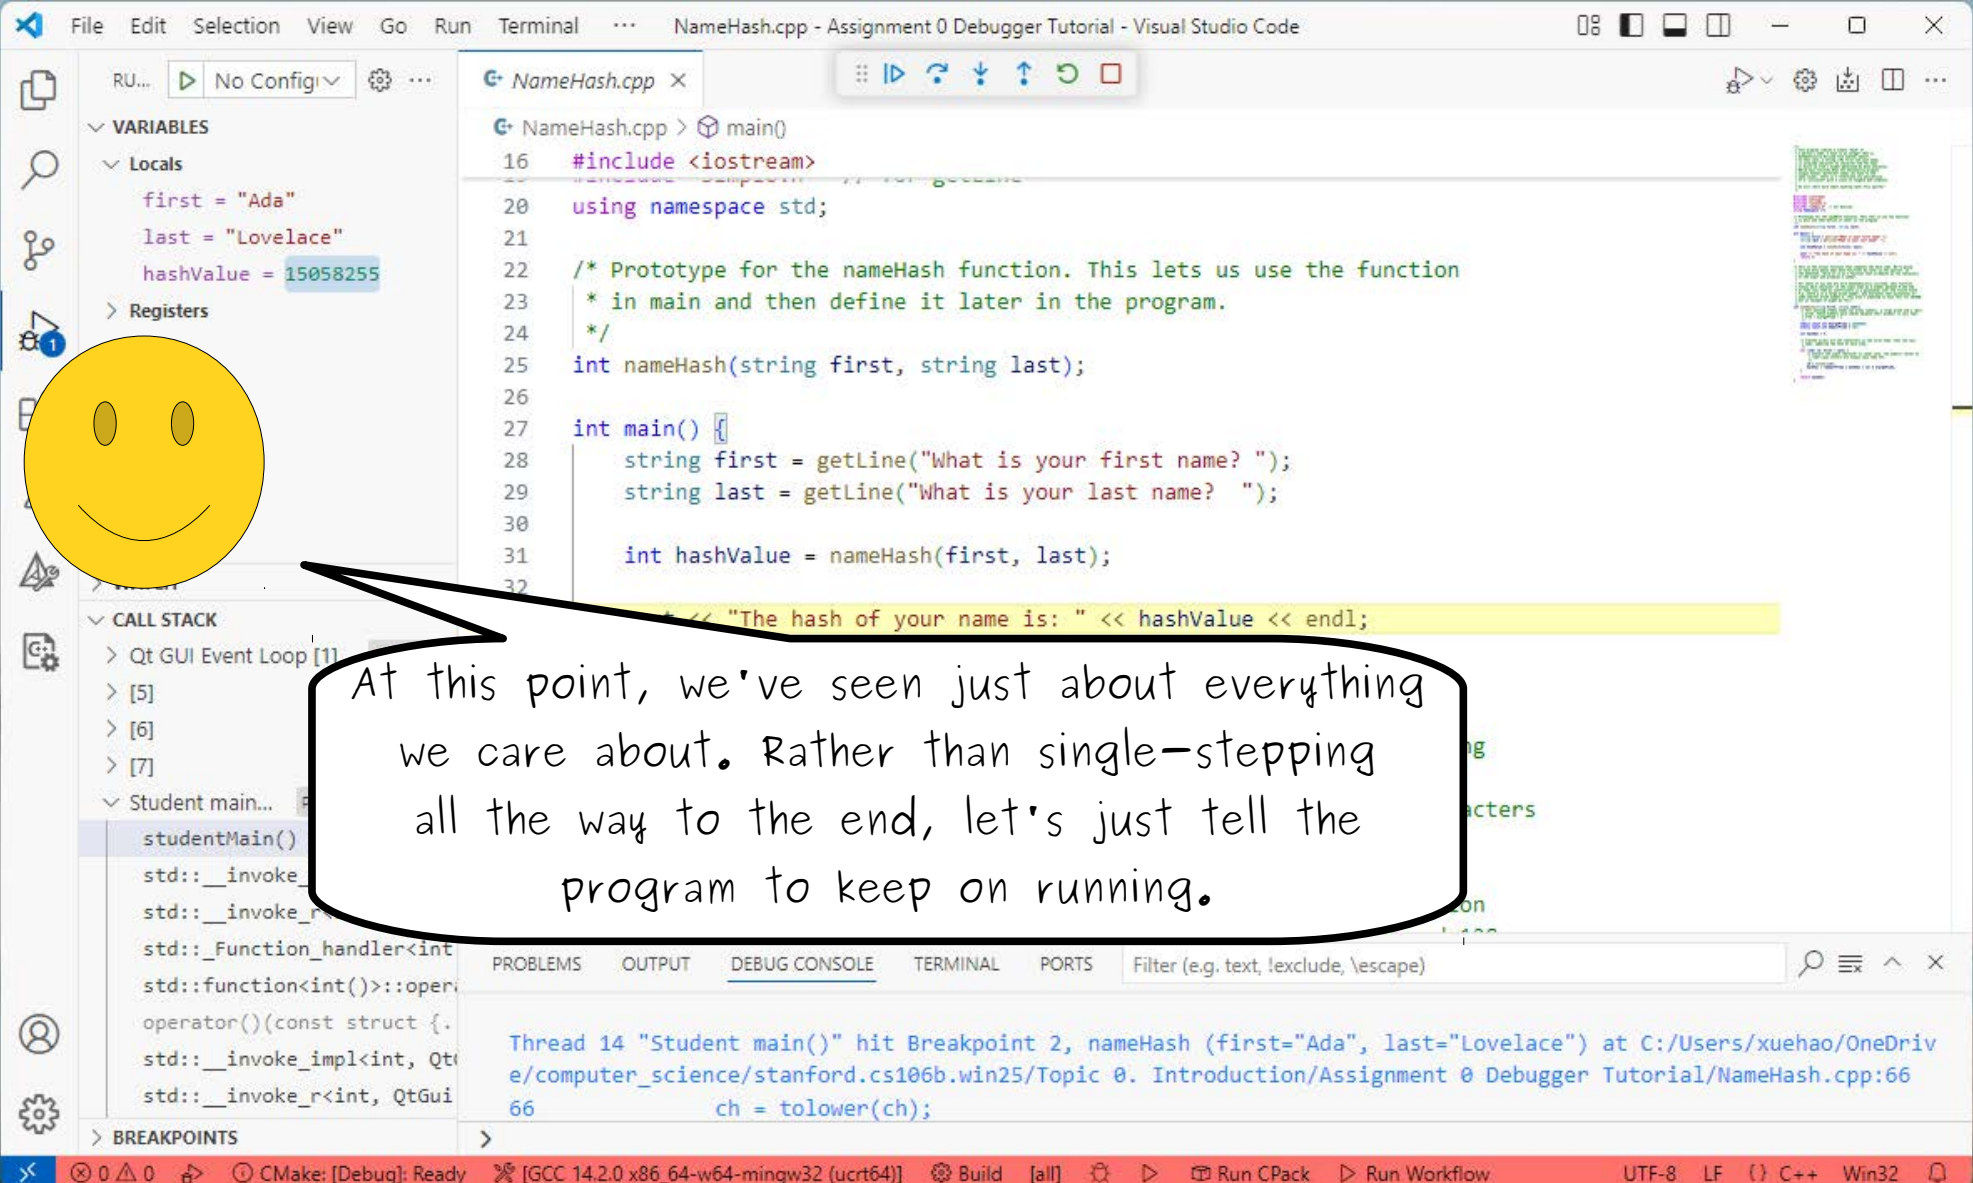 File Edit Selection View Go Run Terminal ··· NameHash.cpp - Assignment 0 Debugger Tutorial - Visual Studio Code
RU... No Config
NameHash.cpp
VARIABLES
Locals
first = "Ada"
last = "Lovelace"
hashValue = 15058255
Registers
1
CALL STACK
Qt GUI Event Loop [1]
[5]
[6]
[7]
Student main...
studentMain()
std::__invoke_
std::__invoke_r
std::_Function_handler<int
std::function<int()>::oper
operator()(const struct {.
std::__invoke_impl<int, Qt
std::__invoke_r<int, QtGui
BREAKPOINTS
NameHash.cpp > main()
16 #include <iostream>
20 using namespace std;
21
22 /* Prototype for the nameHash function. This lets us use the function
23 * in main and then define it later in the program.
24 */
25 int nameHash(string first, string last);
26
27 int main() {
28 string first = getLine("What is your first name? ");
29 string last = getLine("What is your last name?  ");
30
31 int hashValue = nameHash(first, last);
32
<< "The hash of your name is: " << hashValue << endl;
At this point, we've seen just about everything
we care about. Rather than single-stepping
all the way to the end, let's just tell the
program to keep on running.
acters
PROBLEMS OUTPUT DEBUG CONSOLE TERMINAL PORTS Filter (e.g. text, !exclude, \escape)
Thread 14 "Student main()" hit Breakpoint 2, nameHash (first="Ada", last="Lovelace") at C:/Users/xuehao/OneDriv
e/computer_science/stanford.cs106b.win25/Topic 0. Introduction/Assignment 0 Debugger Tutorial/NameHash.cpp:66
66 ch = tolower(ch);
0 0 CMake: [Debug]: Ready [GCC 14.2.0 x86_64-w64-mingw32 (ucrt64)] Build [all] Run CPack Run Workflow UTF-8 LF {} C++ Win32